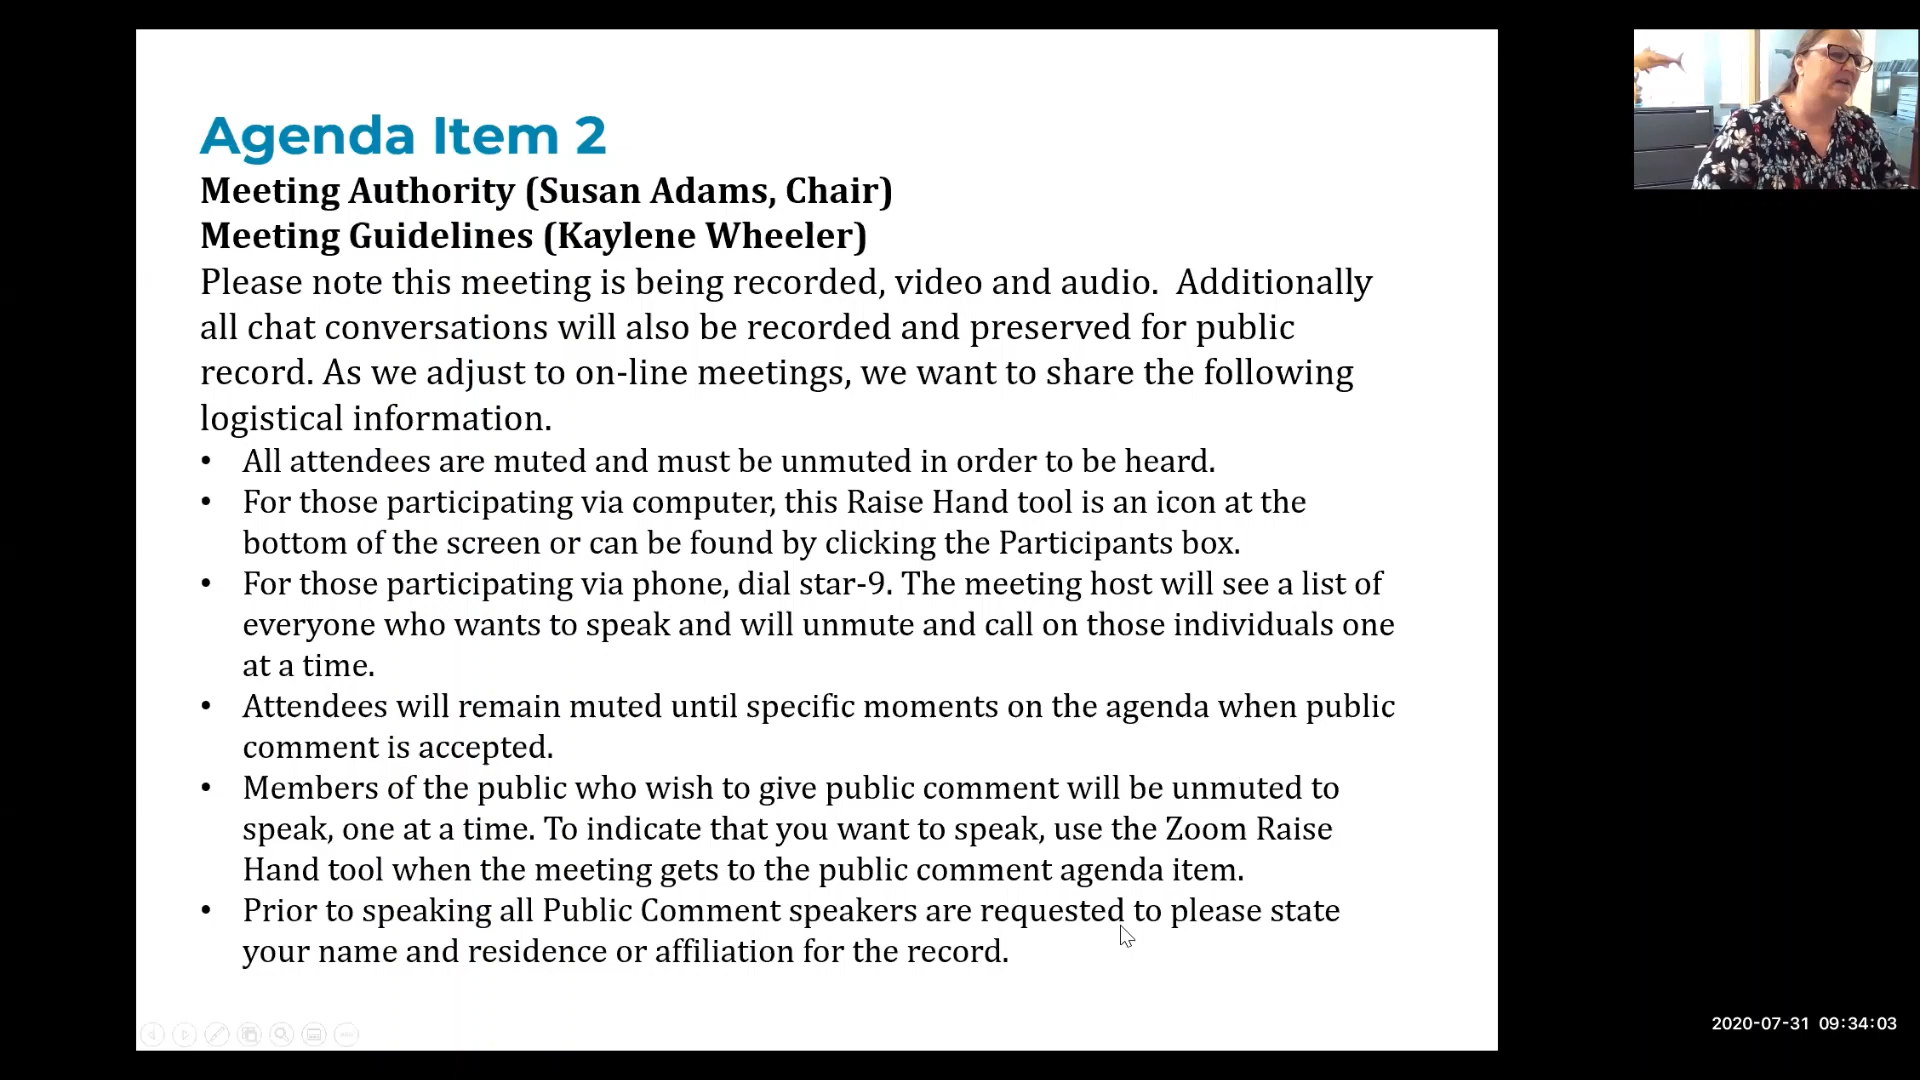 Agenda Item 2
Meeting Authority (Susan Adams, Chair)
Meeting Guidelines (Kaylene Wheeler)
Please note this meeting is being recorded, video and audio.  Additionally
all chat conversations will also be recorded and preserved for public
record. As we adjust to on-line meetings, we want to share the following
logistical information.
• All attendees are muted and must be unmuted in order to be heard.
• For those participating via computer, this Raise Hand tool is an icon at the
bottom of the screen or can be found by clicking the Participants box.
• For those participating via phone, dial star-9. The meeting host will see a list of
everyone who wants to speak and will unmute and call on those individuals one
at a time.
• Attendees will remain muted until specific moments on the agenda when public
comment is accepted.
• Members of the public who wish to give public comment will be unmuted to
speak, one at a time. To indicate that you want to speak, use the Zoom Raise
Hand tool when the meeting gets to the public comment agenda item.
• Prior to speaking all Public Comment speakers are requested to please state
your name and residence or affiliation for the record.
2020-07-31 09:34:03